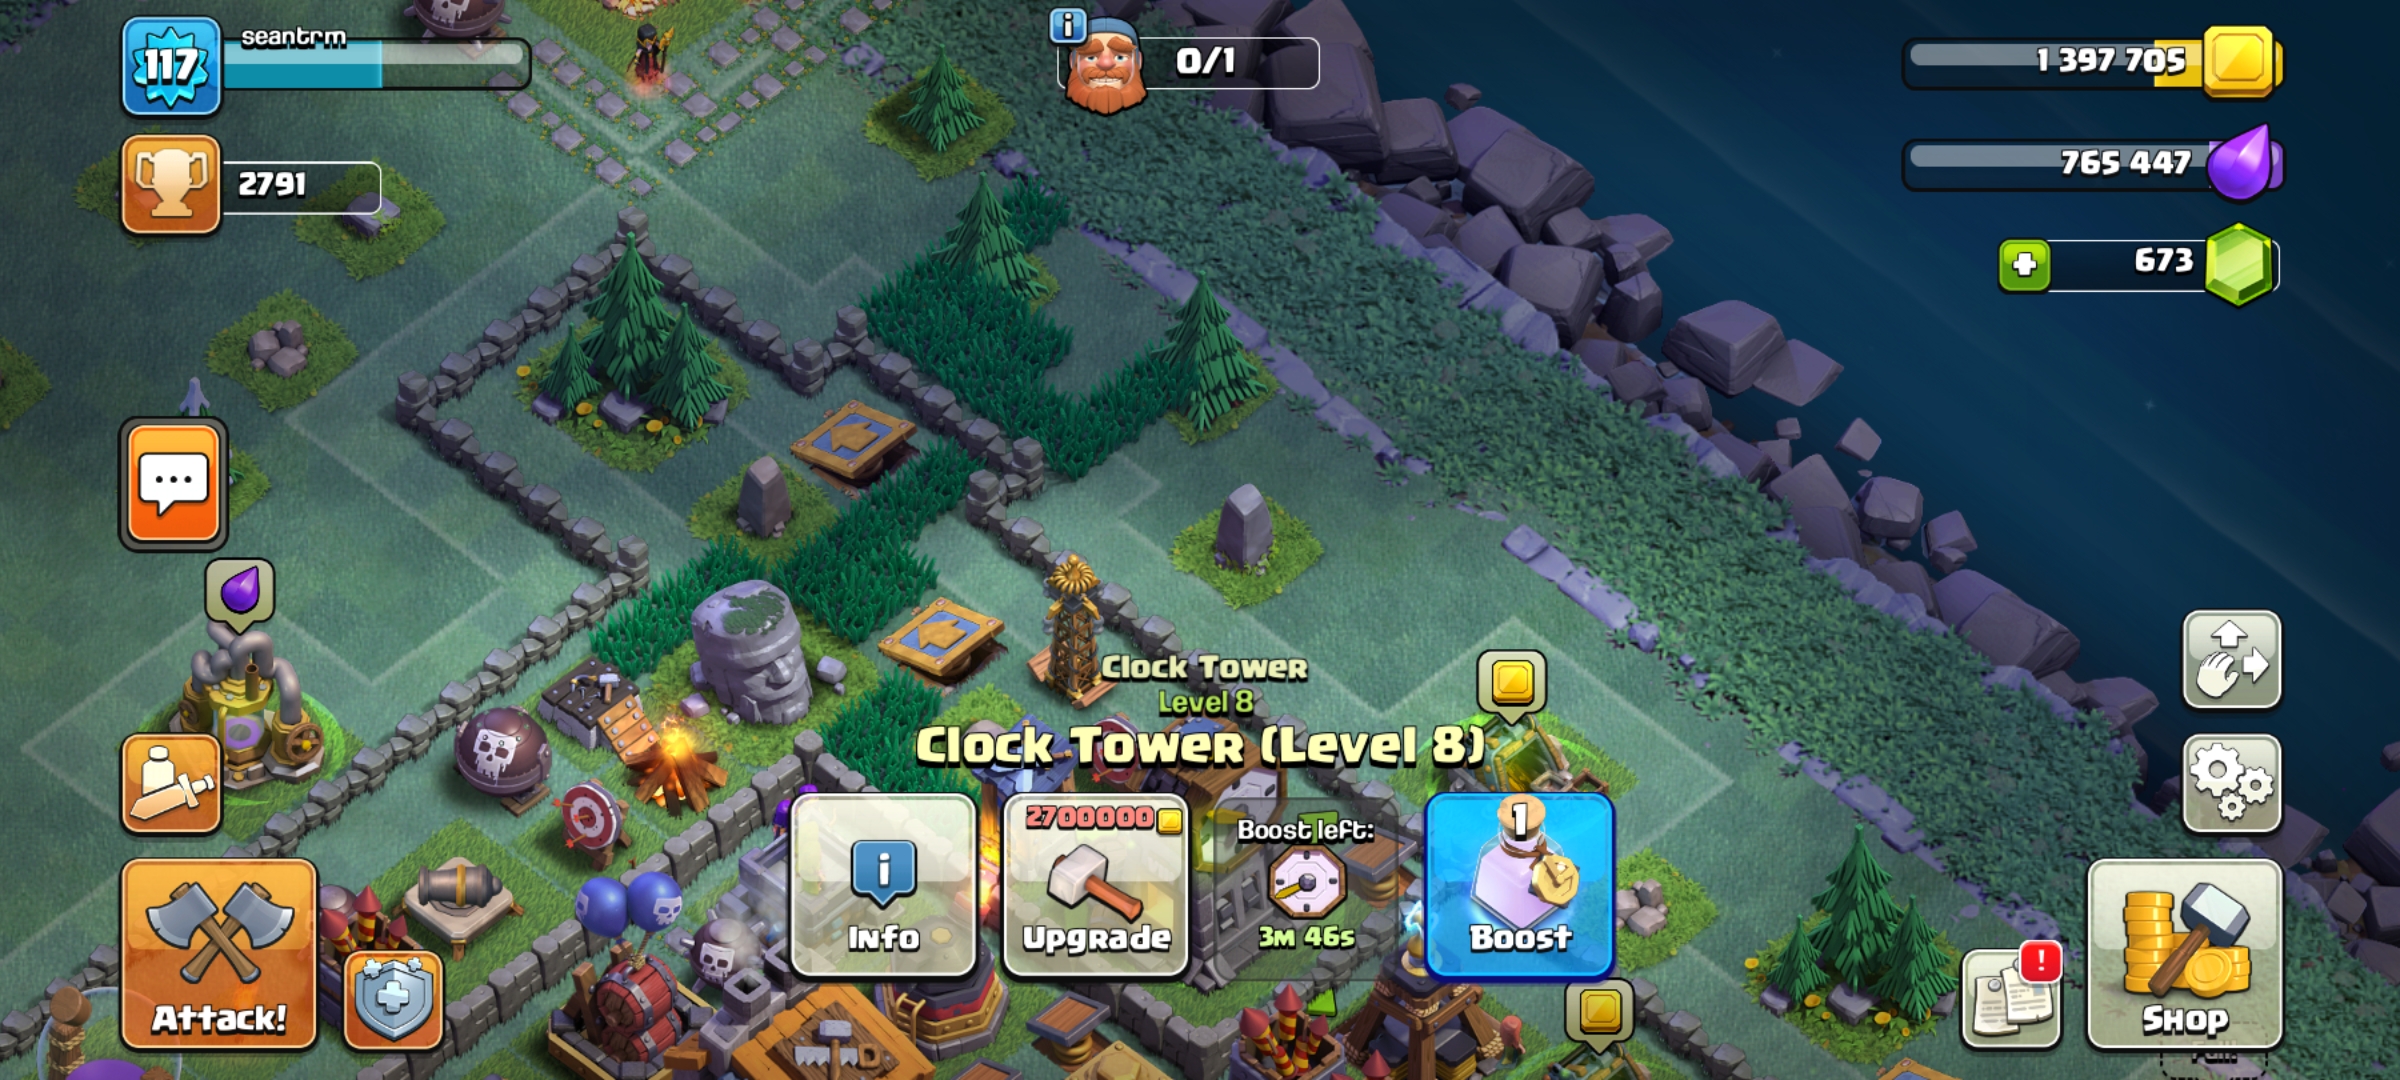 117
seantrm
0/1
1 397 705
2791
765 447
673
Clock Tower
Level 8
Clock Tower (Level 8)
Info
2700000
Upgrade
Boost left:
3m 46s
1
Boost
Attack!
!
Shop